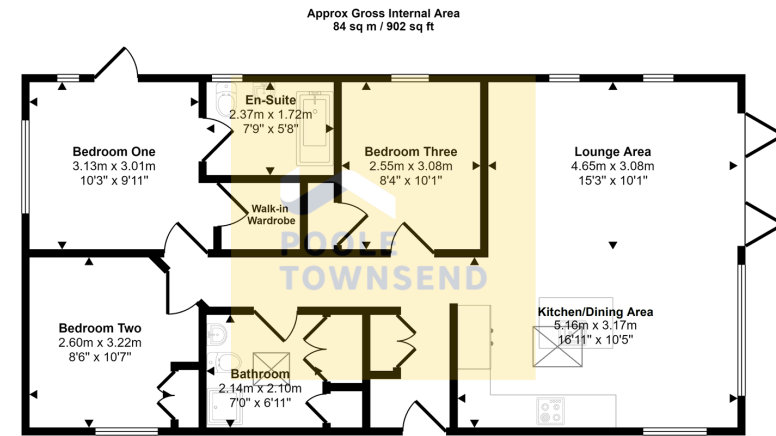 Approx Gross Internal Area
84 sq m / 902 sq ft
En-Suite
2.37m x 1.72m
7'9" x 5'8"
Bedroom One
3.13m x 3.01m
10'3" x 9'11"
Bedroom Three
2.55m x 3.08m
8'4" x 10'1"
Lounge Area
4.65m x 3.08m
15'3" x 10'1"
Walk-in
Wardrobe
POOLE
TOWNSEND
Bedroom Two
2.60m x 3.22m
8'6" x 10'7"
Kitchen/Dining Area
5.16m x 3.17m
16'11" x 10'5"
Bathroom
2.14m x 2.10m
7'0" x 6'11"